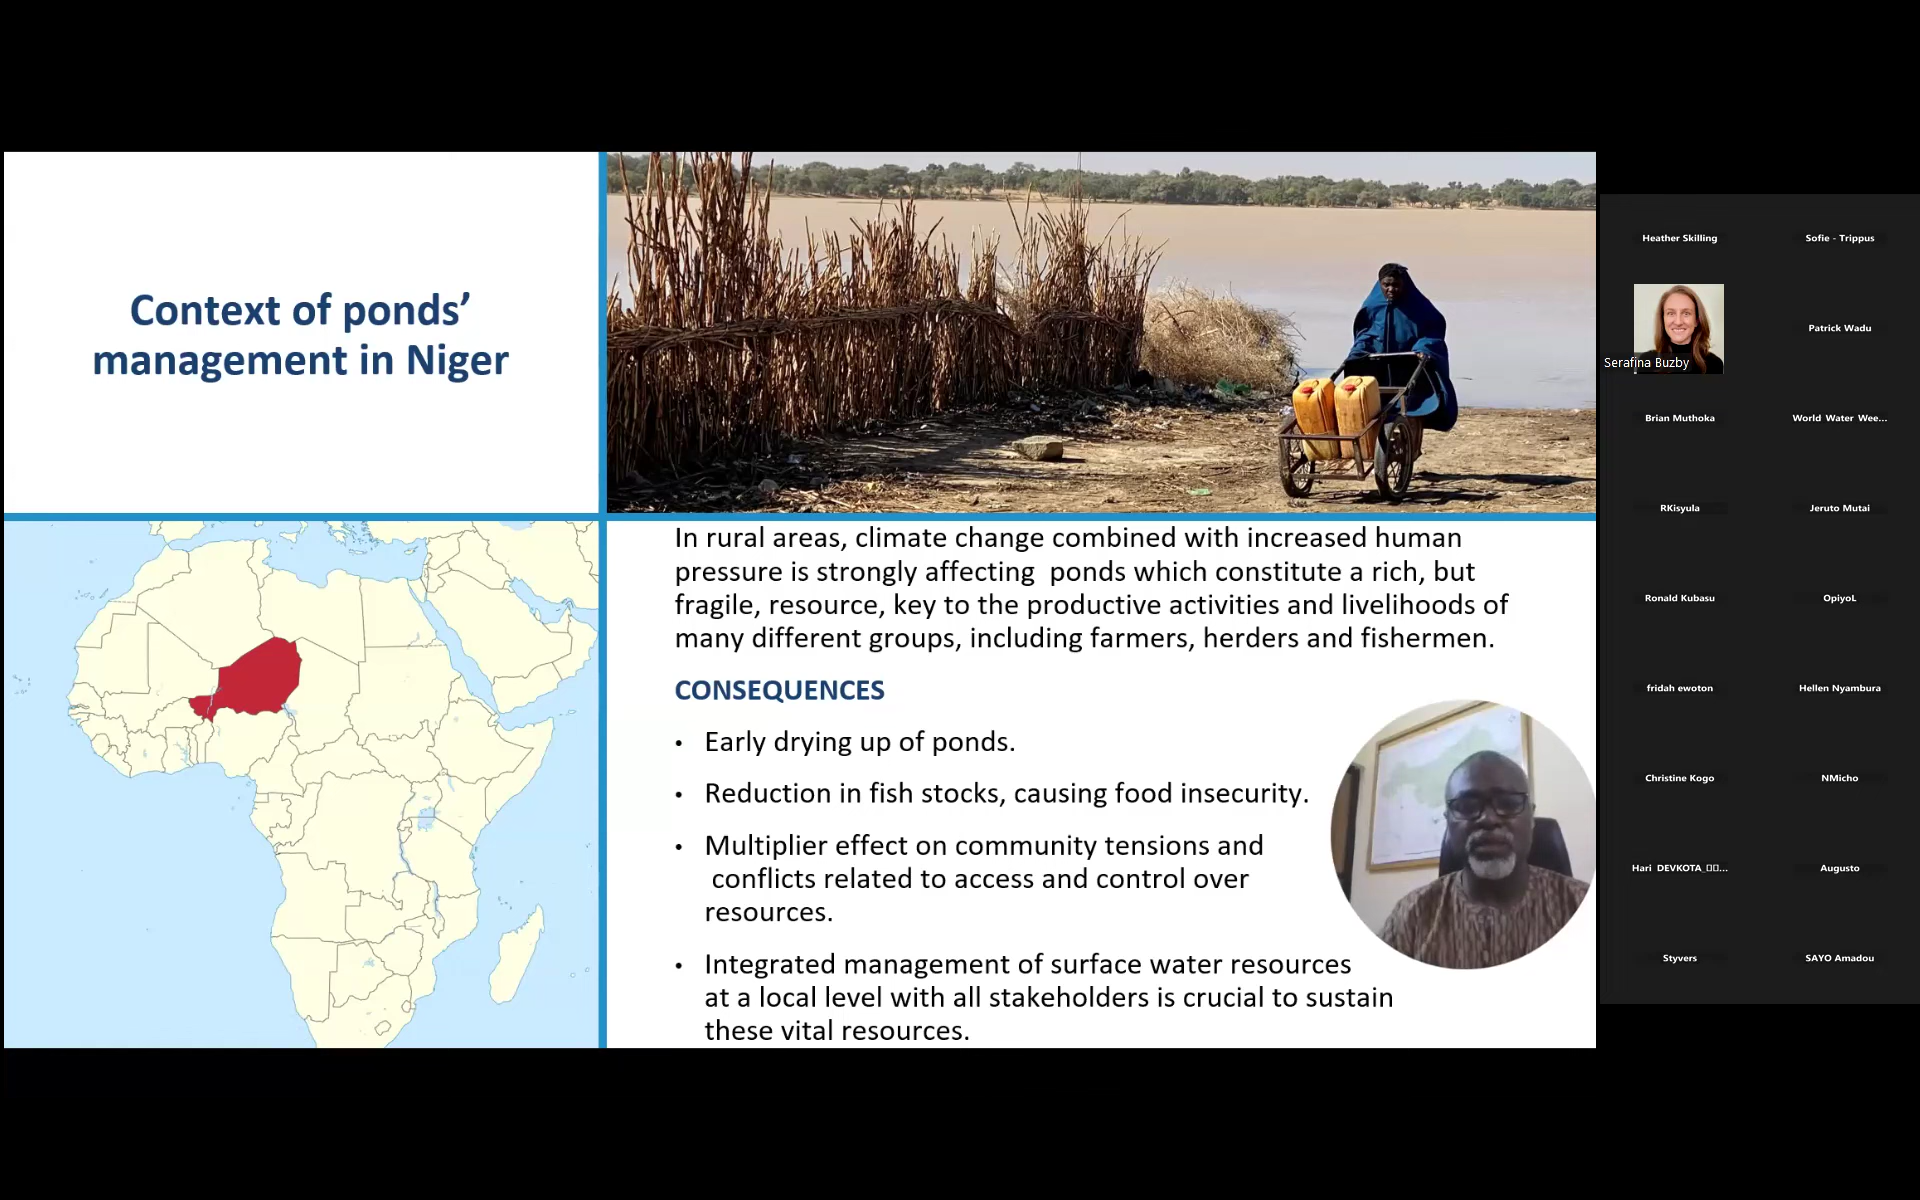 Context of ponds’
management in Niger
In rural areas, climate change combined with increased human
pressure is strongly affecting  ponds which constitute a rich, but
fragile, resource, key to the productive activities and livelihoods of
many different groups, including farmers, herders and fishermen.
CONSEQUENCES
• Early drying up of ponds.
• Reduction in fish stocks, causing food insecurity.
• Multiplier effect on community tensions and
conflicts related to access and control over
resources.
• Integrated management of surface water resources
at a local level with all stakeholders is crucial to sustain
these vital resources.
Heather Skilling
Sofie - Trippus
Serafina Buzby
Patrick Wadu
Brian Muthoka
World Water Wee...
RKisyula
Jeruto Mutai
Ronald Kubasu
OpiyoL
fridah ewoton
Hellen Nyambura
Christine Kogo
NMicho
Hari DEVKOTA_▯▯...
Augusto
Styvers
SAYO Amadou